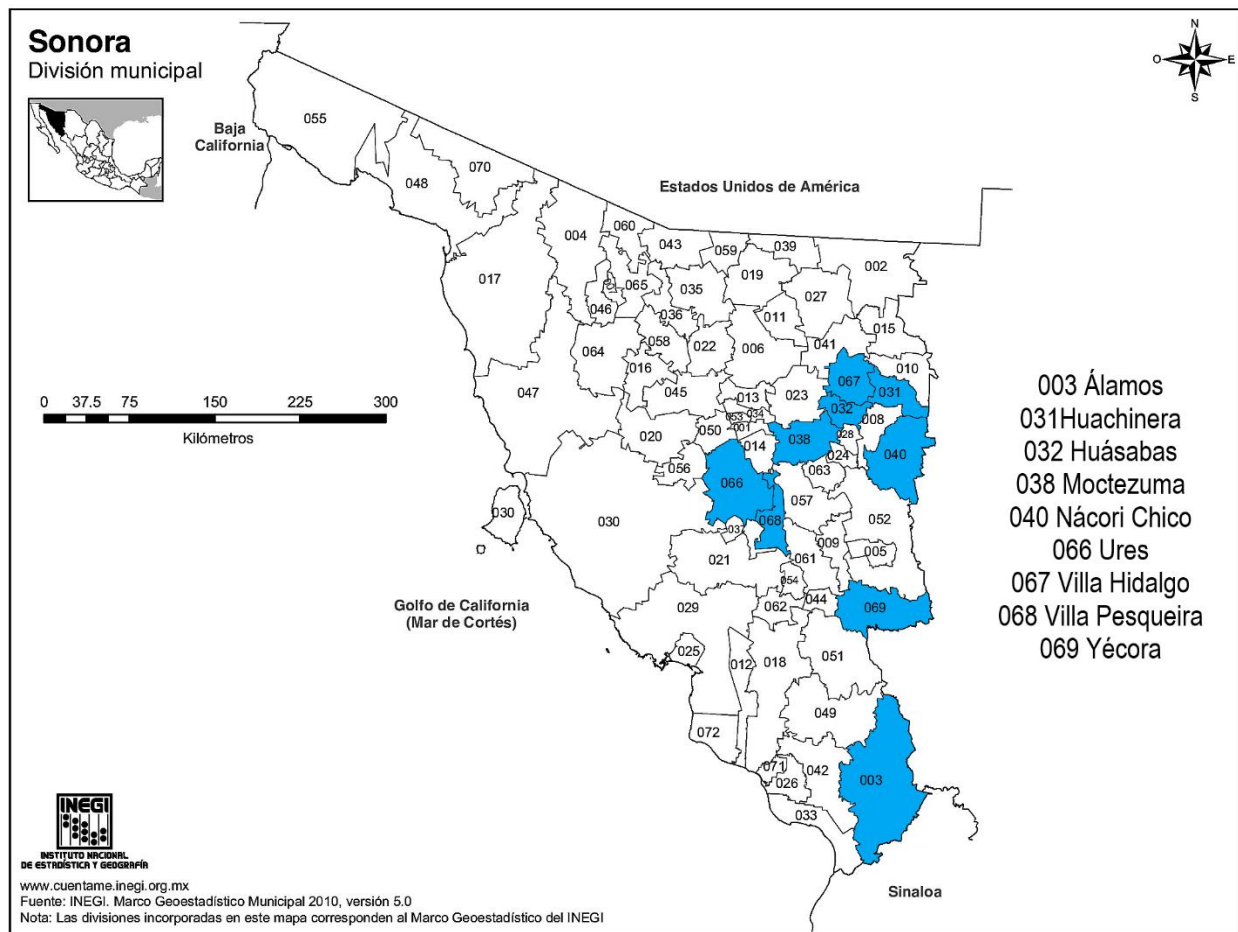 Sonora
División municipal
N
O
E
S
Baja
California
Estados Unidos de América
055
070
048
004
060
043
059
039
002
017
065
035
019
027
046
036
011
015
064
058
022
006
041
010
016
067
031
047
045
013
023
032
008
053
034
001
020
050
014
038
028
024
040
056
066
063
030
030
057
068
052
037
009
021
061
005
054
029
062
044
069
Golfo de California
(Mar de Cortés)
025
012
018
051
049
072
071
042
026
003
033
Sinaloa
0 37.5 75 150 225 300
Kilómetros
003 Álamos
031Huachinera
032 Huásabas
038 Moctezuma
040 Nácori Chico
066 Ures
067 Villa Hidalgo
068 Villa Pesqueira
069 Yécora
INEGI
INSTITUTO NACIONAL
DE ESTADÍSTICA Y GEOGRAFÍA
www.cuentame.inegi.org.mx
Fuente: INEGI. Marco Geoestadístico Municipal 2010, versión 5.0
Nota: Las divisiones incorporadas en este mapa corresponden al Marco Geoestadístico del INEGI